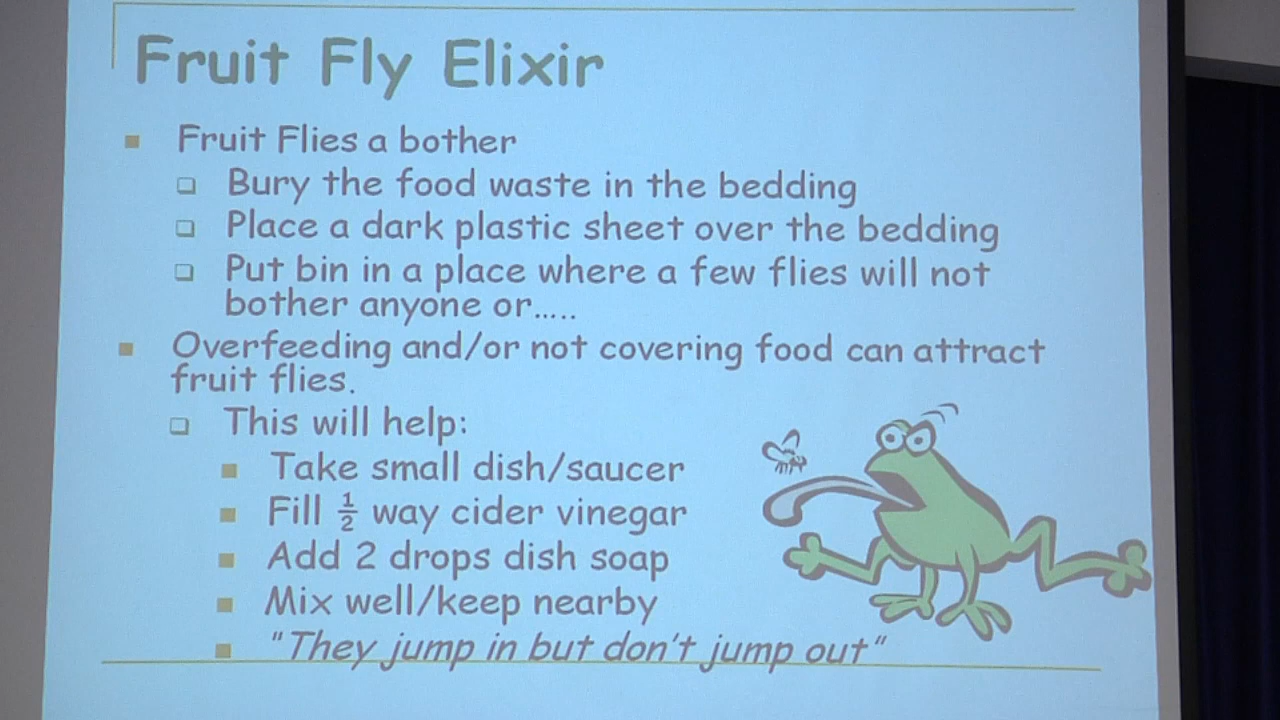 Fruit Fly Elixir
Fruit Flies a bother
Bury the food waste in the bedding
Place a dark plastic sheet over the bedding
Put bin in a place where a few flies will not
bother anyone or.....
Overfeeding and/or not covering food can attract
fruit flies.
This will help:
Take small dish/saucer
Fill ½ way cider vinegar
Add 2 drops dish soap
Mix well/keep nearby
"They jump in but don't jump out"